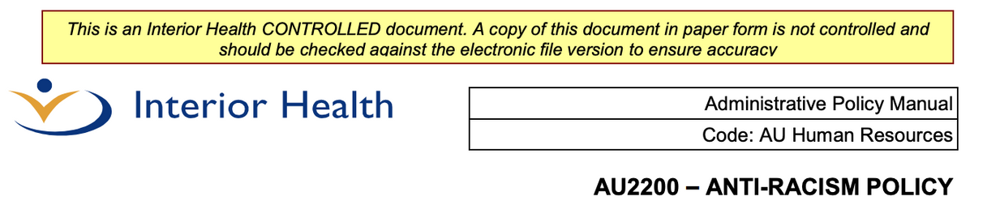 This is an Interior Health CONTROLLED document. A copy of this document in paper form is not controlled and
should be checked against the electronic file version to ensure accuracy
Interior Health
Administrative Policy Manual
Code: AU Human Resources
AU2200 – ANTI-RACISM POLICY